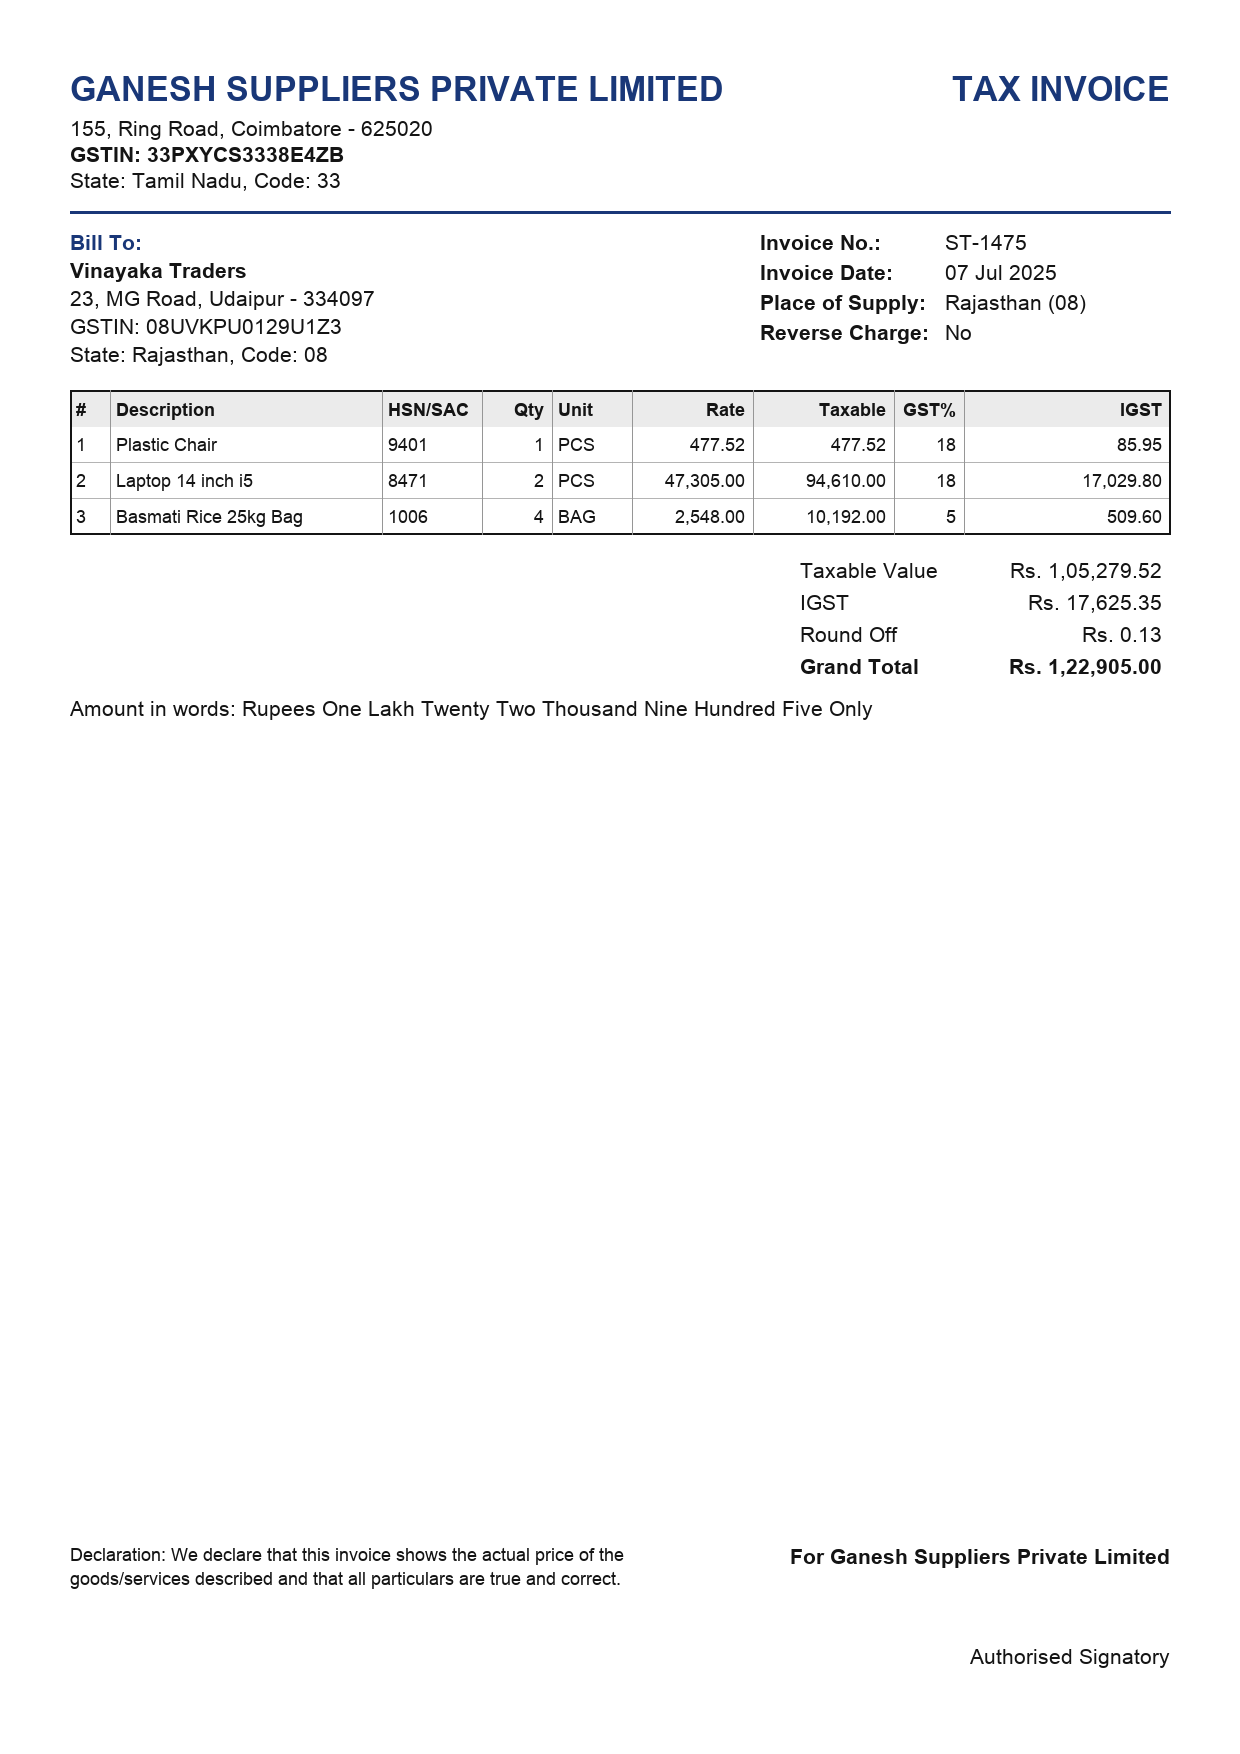 GANESH SUPPLIERS PRIVATE LIMITED TAX INVOICE
155, Ring Road, Coimbatore - 625020
GSTIN: 33PXYCS3338E4ZB
State: Tamil Nadu, Code: 33
Bill To:
Vinayaka Traders
23, MG Road, Udaipur - 334097
GSTIN: 08UVKPU0129U1Z3
State: Rajasthan, Code: 08
Invoice No.: ST-1475
Invoice Date: 07 Jul 2025
Place of Supply: Rajasthan (08)
Reverse Charge: No
# Description HSN/SAC Qty Unit Rate Taxable GST% IGST
1 Plastic Chair 9401 1 PCS 477.52 477.52 18 85.95
2 Laptop 14 inch i5 8471 2 PCS 47,305.00 94,610.00 18 17,029.80
3 Basmati Rice 25kg Bag 1006 4 BAG 2,548.00 10,192.00 5 509.60
Taxable Value Rs. 1,05,279.52
IGST Rs. 17,625.35
Round Off Rs. 0.13
Grand Total Rs. 1,22,905.00
Amount in words: Rupees One Lakh Twenty Two Thousand Nine Hundred Five Only
Declaration: We declare that this invoice shows the actual price of the
goods/services described and that all particulars are true and correct.
For Ganesh Suppliers Private Limited
Authorised Signatory